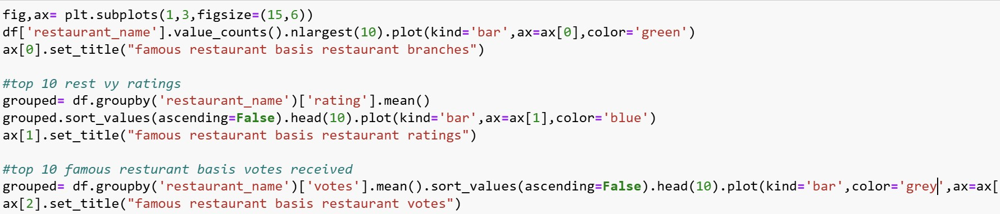 fig,ax= plt.subplots(1,3,figsize=(15,6))
df['restaurant_name'].value_counts().nlargest(10).plot(kind='bar',ax=ax[0],color='green')
ax[0].set_title("famous restaurant basis restaurant branches")
#top 10 rest vy ratings
grouped= df.groupby('restaurant_name')['rating'].mean()
grouped.sort_values(ascending=False).head(10).plot(kind='bar',ax=ax[1],color='blue')
ax[1].set_title("famous restaurant basis restaurant ratings")
#top 10 famous resturant basis votes received
grouped= df.groupby('restaurant_name')['votes'].mean().sort_values(ascending=False).head(10).plot(kind='bar',color='grey',ax=ax[
ax[2].set_title("famous restaurant basis restaurant votes")